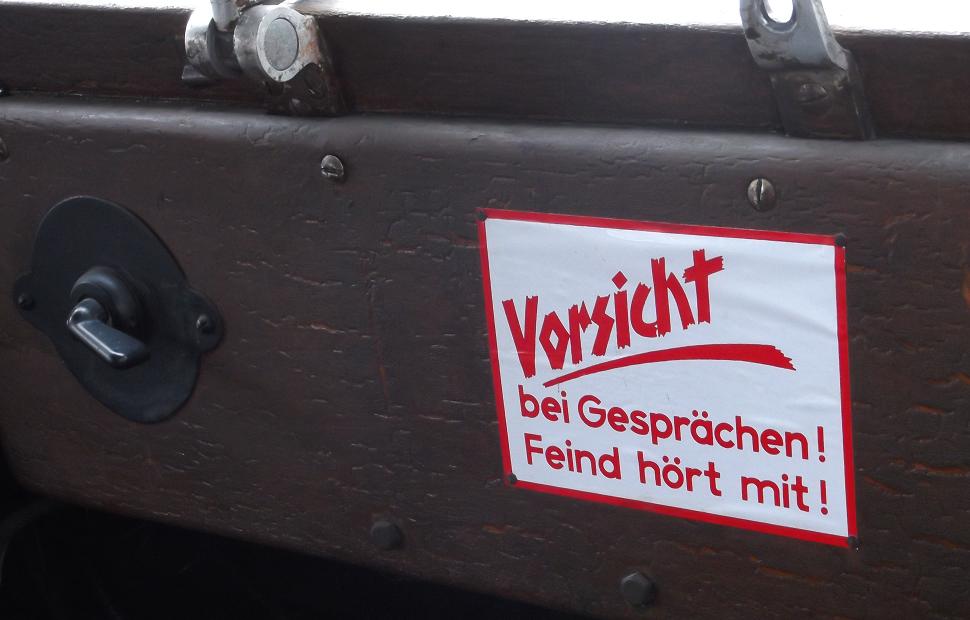 Vorsicht
bei Gesprächen!
Feind hört mit!